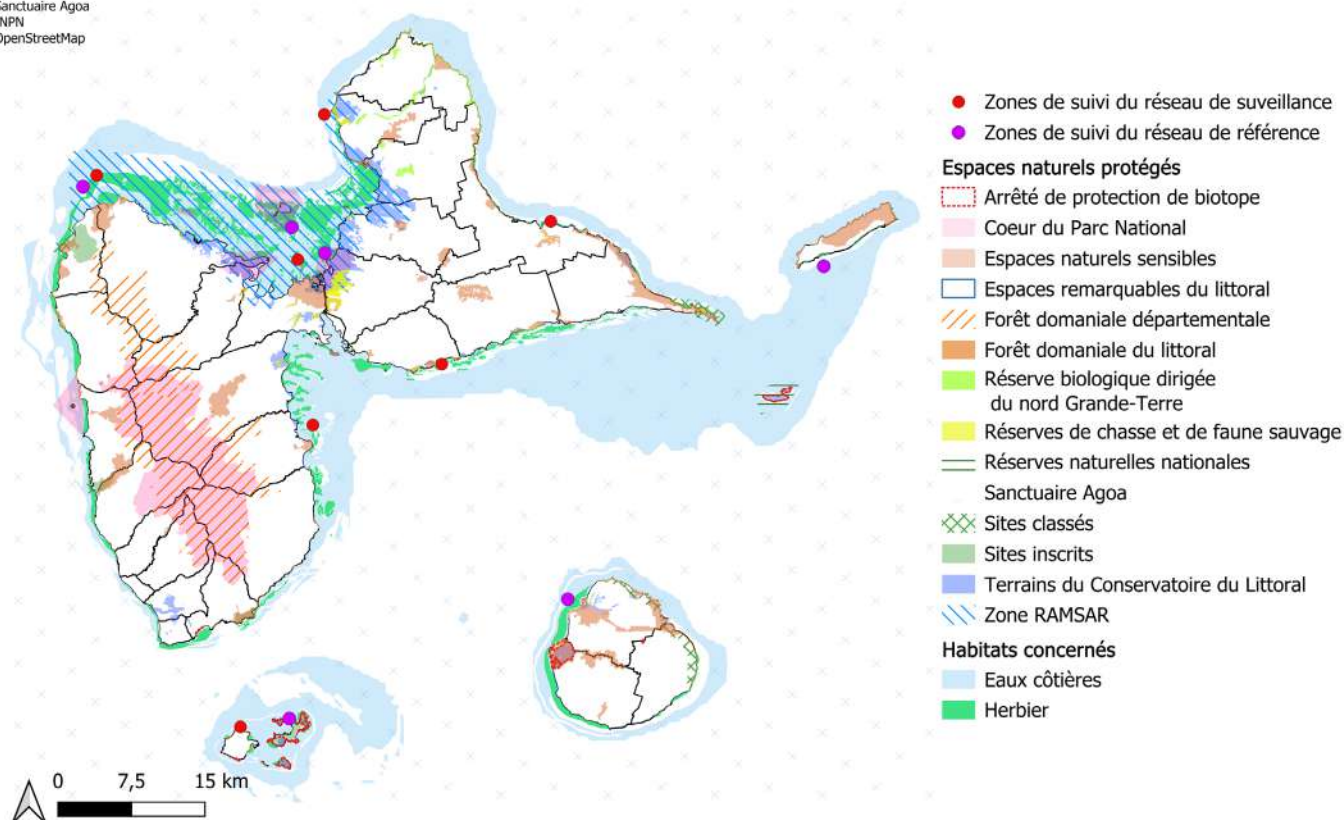 Sanctuaire Agoa
INPN
OpenStreetMap
Zones de suivi du réseau de suveillance
Zones de suivi du réseau de référence
Espaces naturels protégés
Arrêté de protection de biotope
Coeur du Parc National
Espaces naturels sensibles
Espaces remarquables du littoral
Forêt domaniale départementale
Forêt domaniale du littoral
Réserve biologique dirigée
du nord Grande-Terre
Réserves de chasse et de faune sauvage
Réserves naturelles nationales
Sanctuaire Agoa
Sites classés
Sites inscrits
Terrains du Conservatoire du Littoral
Zone RAMSAR
Habitats concernés
Eaux côtières
Herbier
0 7,5 15 km